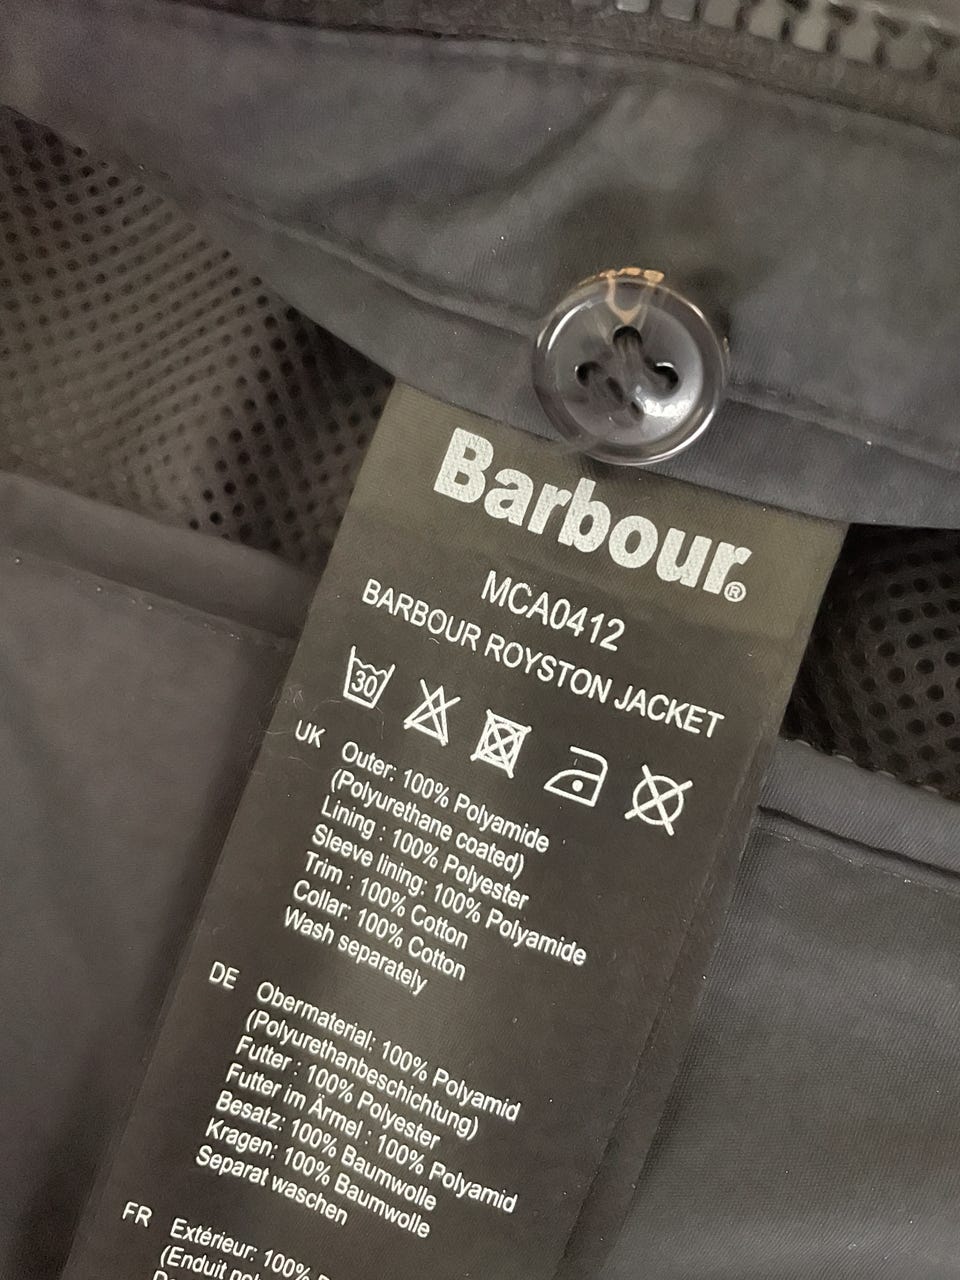 Barbour®
MCA0412
BARBOUR ROYSTON JACKET
30
UK Outer: 100% Polyamide
(Polyurethane coated)
Lining : 100% Polyester
Sleeve lining: 100% Polyamide
Trim : 100% Cotton
Collar: 100% Cotton
Wash separately
DE Obermaterial: 100% Polyamid
(Polyurethanbeschichtung)
Futter : 100% Polyester
Futter im Ärmel : 100% Polyamid
Besatz: 100% Baumwolle
Kragen: 100% Baumwolle
Separat waschen
FR Extérieur: 100%
(Enduit